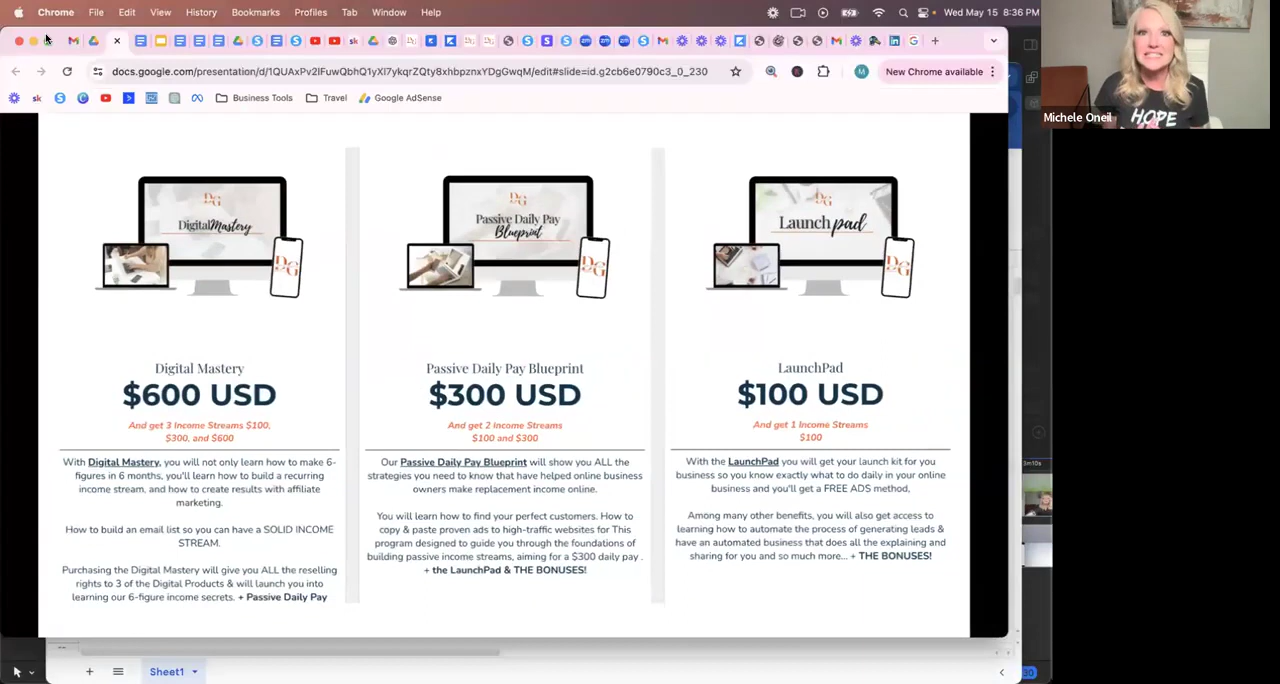 Chrome File Edit View History Bookmarks Profiles Tab Window Help
Wed May 15 8:36 PM
docs.google.com/presentation/d/1QUAxPv2lFuwQbhQ1yXl7ykqrZQty8xhbpznxYDgGwqM/edit#slide=id.g2cb6e0790c3_0_230
New Chrome available
Business Tools Travel Google AdSense
Michele Oneil
HOPE
DG
Digital Mastery
DG
Digital Mastery
$600 USD
And get 3 Income Streams $100,
$300, and $600
With Digital Mastery, you will not only learn how to make 6-
figures in 6 months, you'll learn how to build a recurring
income stream, and how to create results with affiliate
marketing.
How to build an email list so you can have a SOLID INCOME
STREAM.
Purchasing the Digital Mastery will give you ALL the reselling
rights to 3 of the Digital Products & will launch you into
learning our 6-figure income secrets. + Passive Daily Pay
DG
Passive Daily Pay
Blueprint
DG
Passive Daily Pay Blueprint
$300 USD
And get 2 Income Streams
$100 and $300
Our Passive Daily Pay Blueprint will show you ALL the
strategies you need to know that have helped online business
owners make replacement income online.
You will learn how to find your perfect customers. How to
copy & paste proven ads to high-traffic websites for This
program designed to guide you through the foundations of
building passive income streams, aiming for a $300 daily pay .
+ the LaunchPad & THE BONUSES!
DG
Launch pad
DG
LaunchPad
$100 USD
And get 1 Income Streams
$100
With the LaunchPad you will get your launch kit for you
business so you know exactly what to do daily in your online
business and you'll get a FREE ADS method,
Among many other benefits, you will also get access to
learning how to automate the process of generating leads &
have an automated business that does all the explaining and
sharing for you and so much more... + THE BONUSES!
3m10s
Sheet1
30